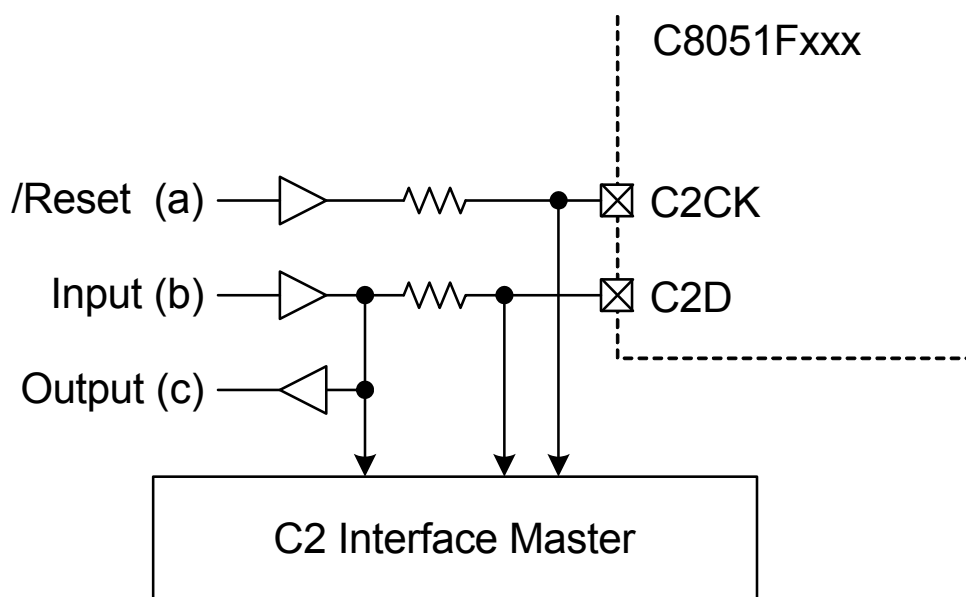 C8051Fxxx
/Reset (a)
C2CK
Input (b)
C2D
Output (c)
C2 Interface Master